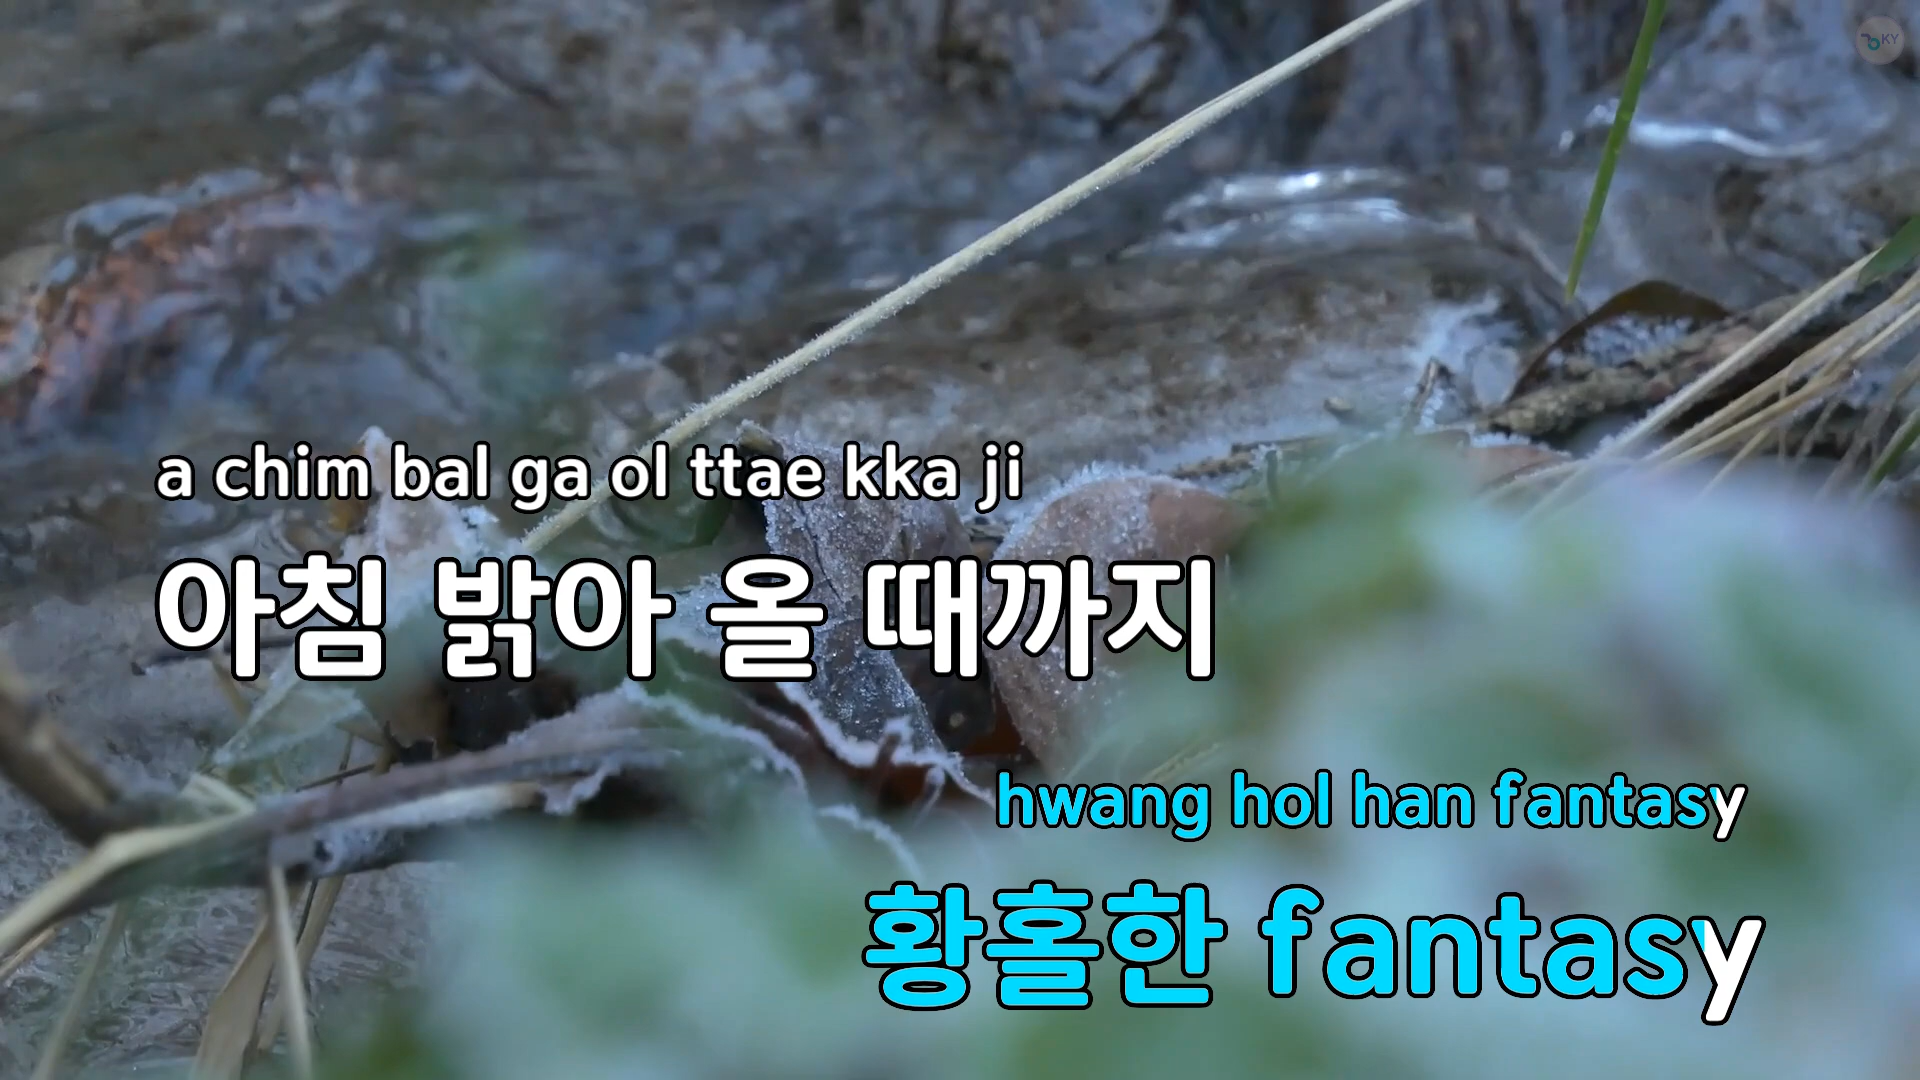 KY
a chim bal ga ol ttae kka ji
아침 밝아 올 때까지
hwang hol han fantasy
황홀한 fantasy